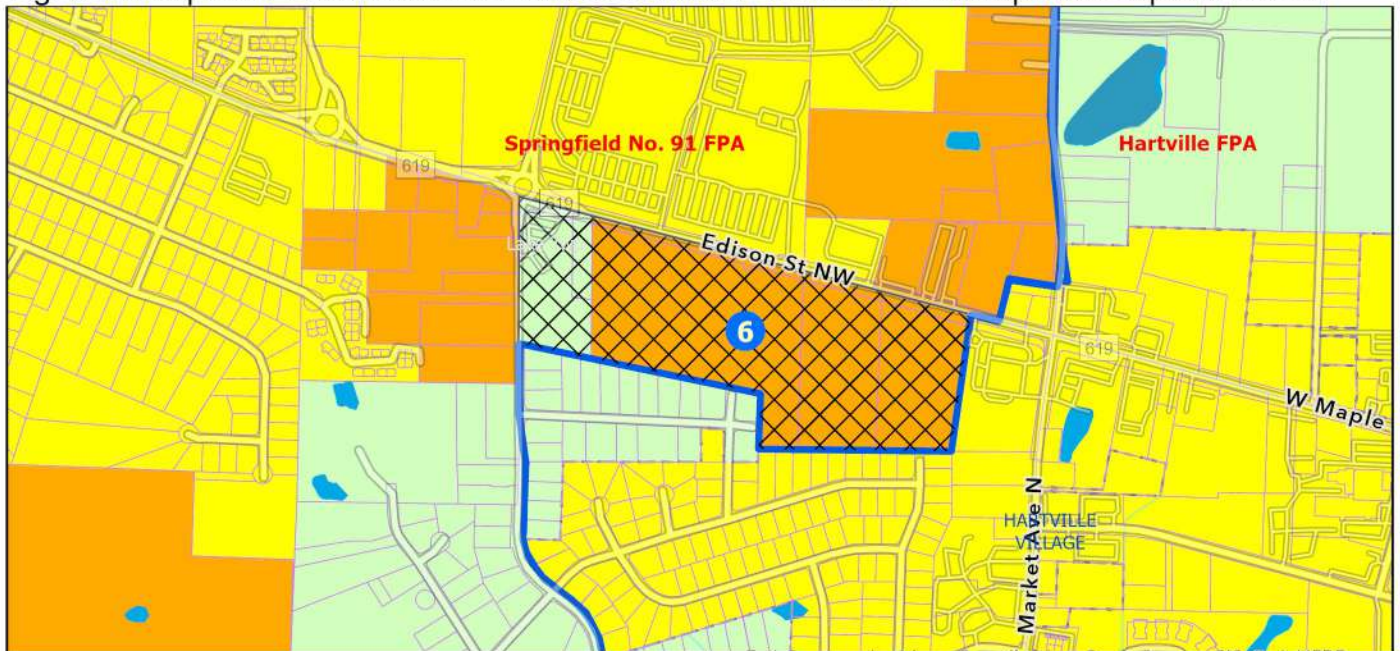 Springfield No. 91 FPA
Hartville FPA
619
619
Edison St NW
6
619
W Maple
Market Ave N
HARTVILLE
VILLAGE